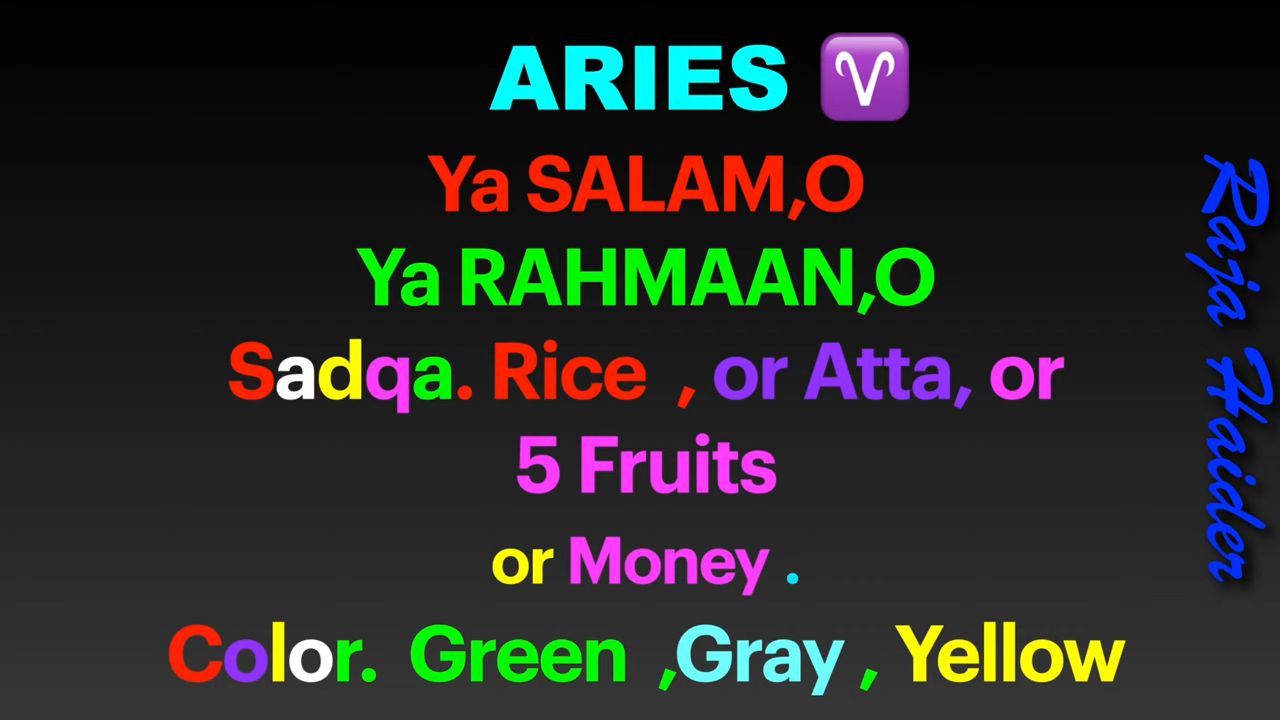 ARIES ♈
Ya SALAM,O
Ya RAHMAAN,O
Sadqa. Rice , or Atta, or
5 Fruits
or Money .
Color. Green ,Gray , Yellow
Raja Haider